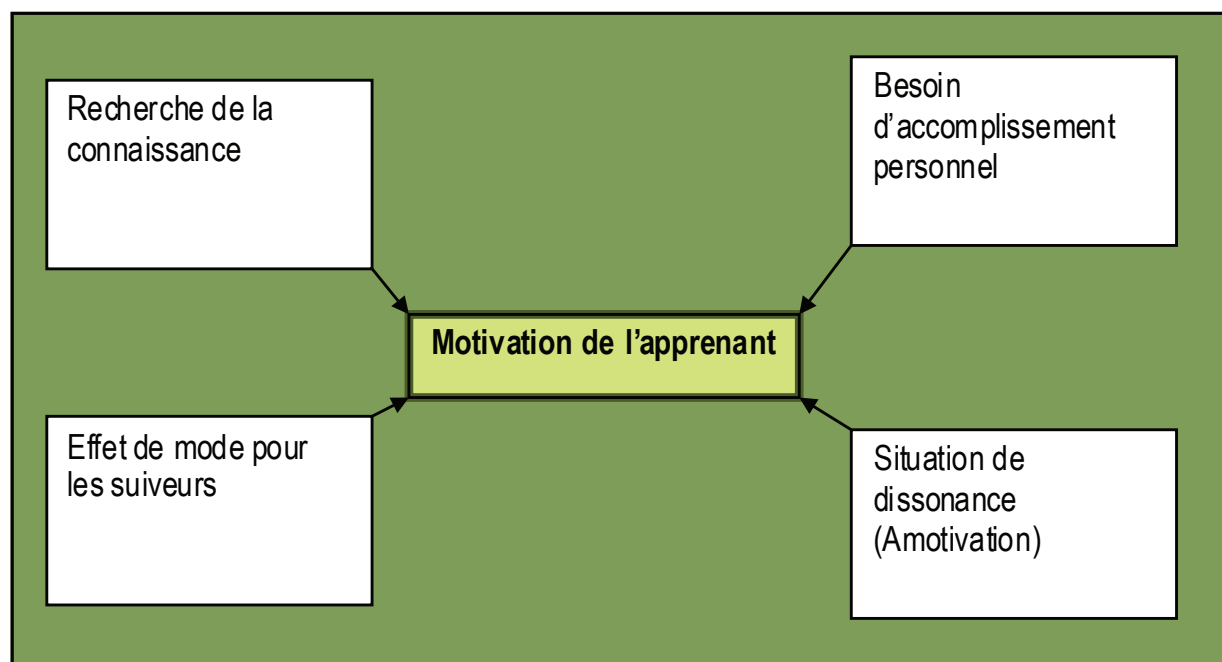 Recherche de la
connaissance
Besoin
d’accomplissement
personnel
Motivation de l’apprenant
Effet de mode pour
les suiveurs
Situation de
dissonance
(Amotivation)